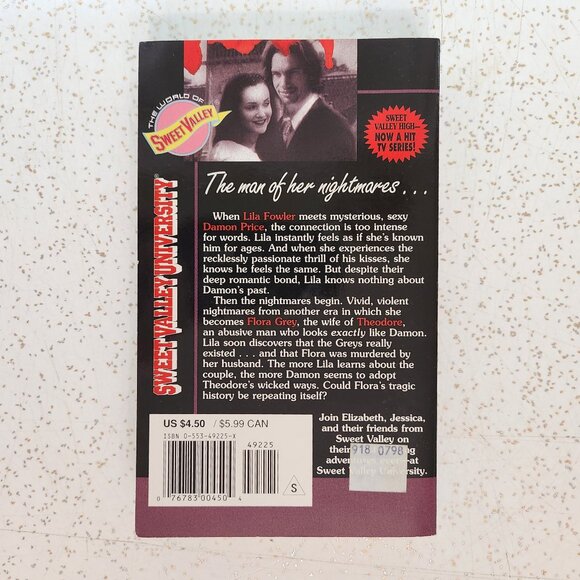 THE WORLD OF
SWEET VALLEY
SWEET
VALLEY HIGH—
NOW A HIT
TV SERIES!
SWEET VALLEY UNIVERSITY®
The man of her nightmares . . .
When Lila Fowler meets mysterious, sexy
Damon Price, the connection is too intense
for words. Lila instantly feels as if she's known
him for ages. And when she experiences the
recklessly passionate thrill of his kisses, she
knows he feels the same. But despite their
deep romantic bond, Lila knows nothing about
Damon's past.
Then the nightmares begin. Vivid, violent
nightmares from another era in which she
becomes Flora Grey, the wife of Theodore,
an abusive man who looks exactly like Damon.
Lila soon discovers that the Greys really
existed . . . and that Flora was murdered by
her husband. The more Lila learns about the
couple, the more Damon seems to adopt
Theodore's wicked ways. Could Flora's tragic
history be repeating itself?
US $4.50 / $5.99 CAN
ISBN 0-553-49225-X
49225
0 76783 00450 4
S
Join Elizabeth, Jessica,
and their friends from
Sweet Valley on
their
918 0798
Sweet Valley University.